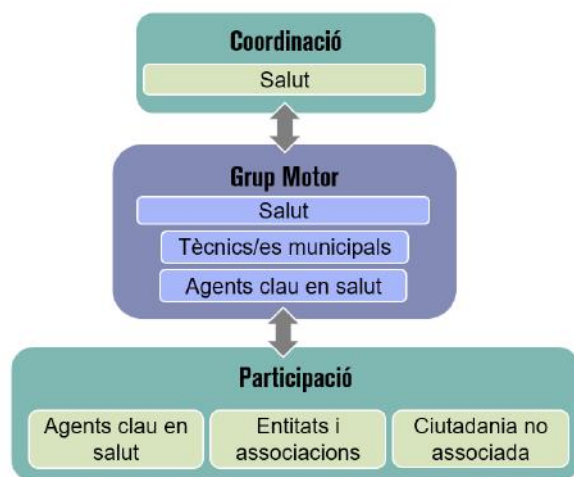 Coordinació
Salut
Grup Motor
Salut
Tècnics/es municipals
Agents clau en salut
Participació
Agents clau en
salut
Entitats i
associacions
Ciutadania no
associada